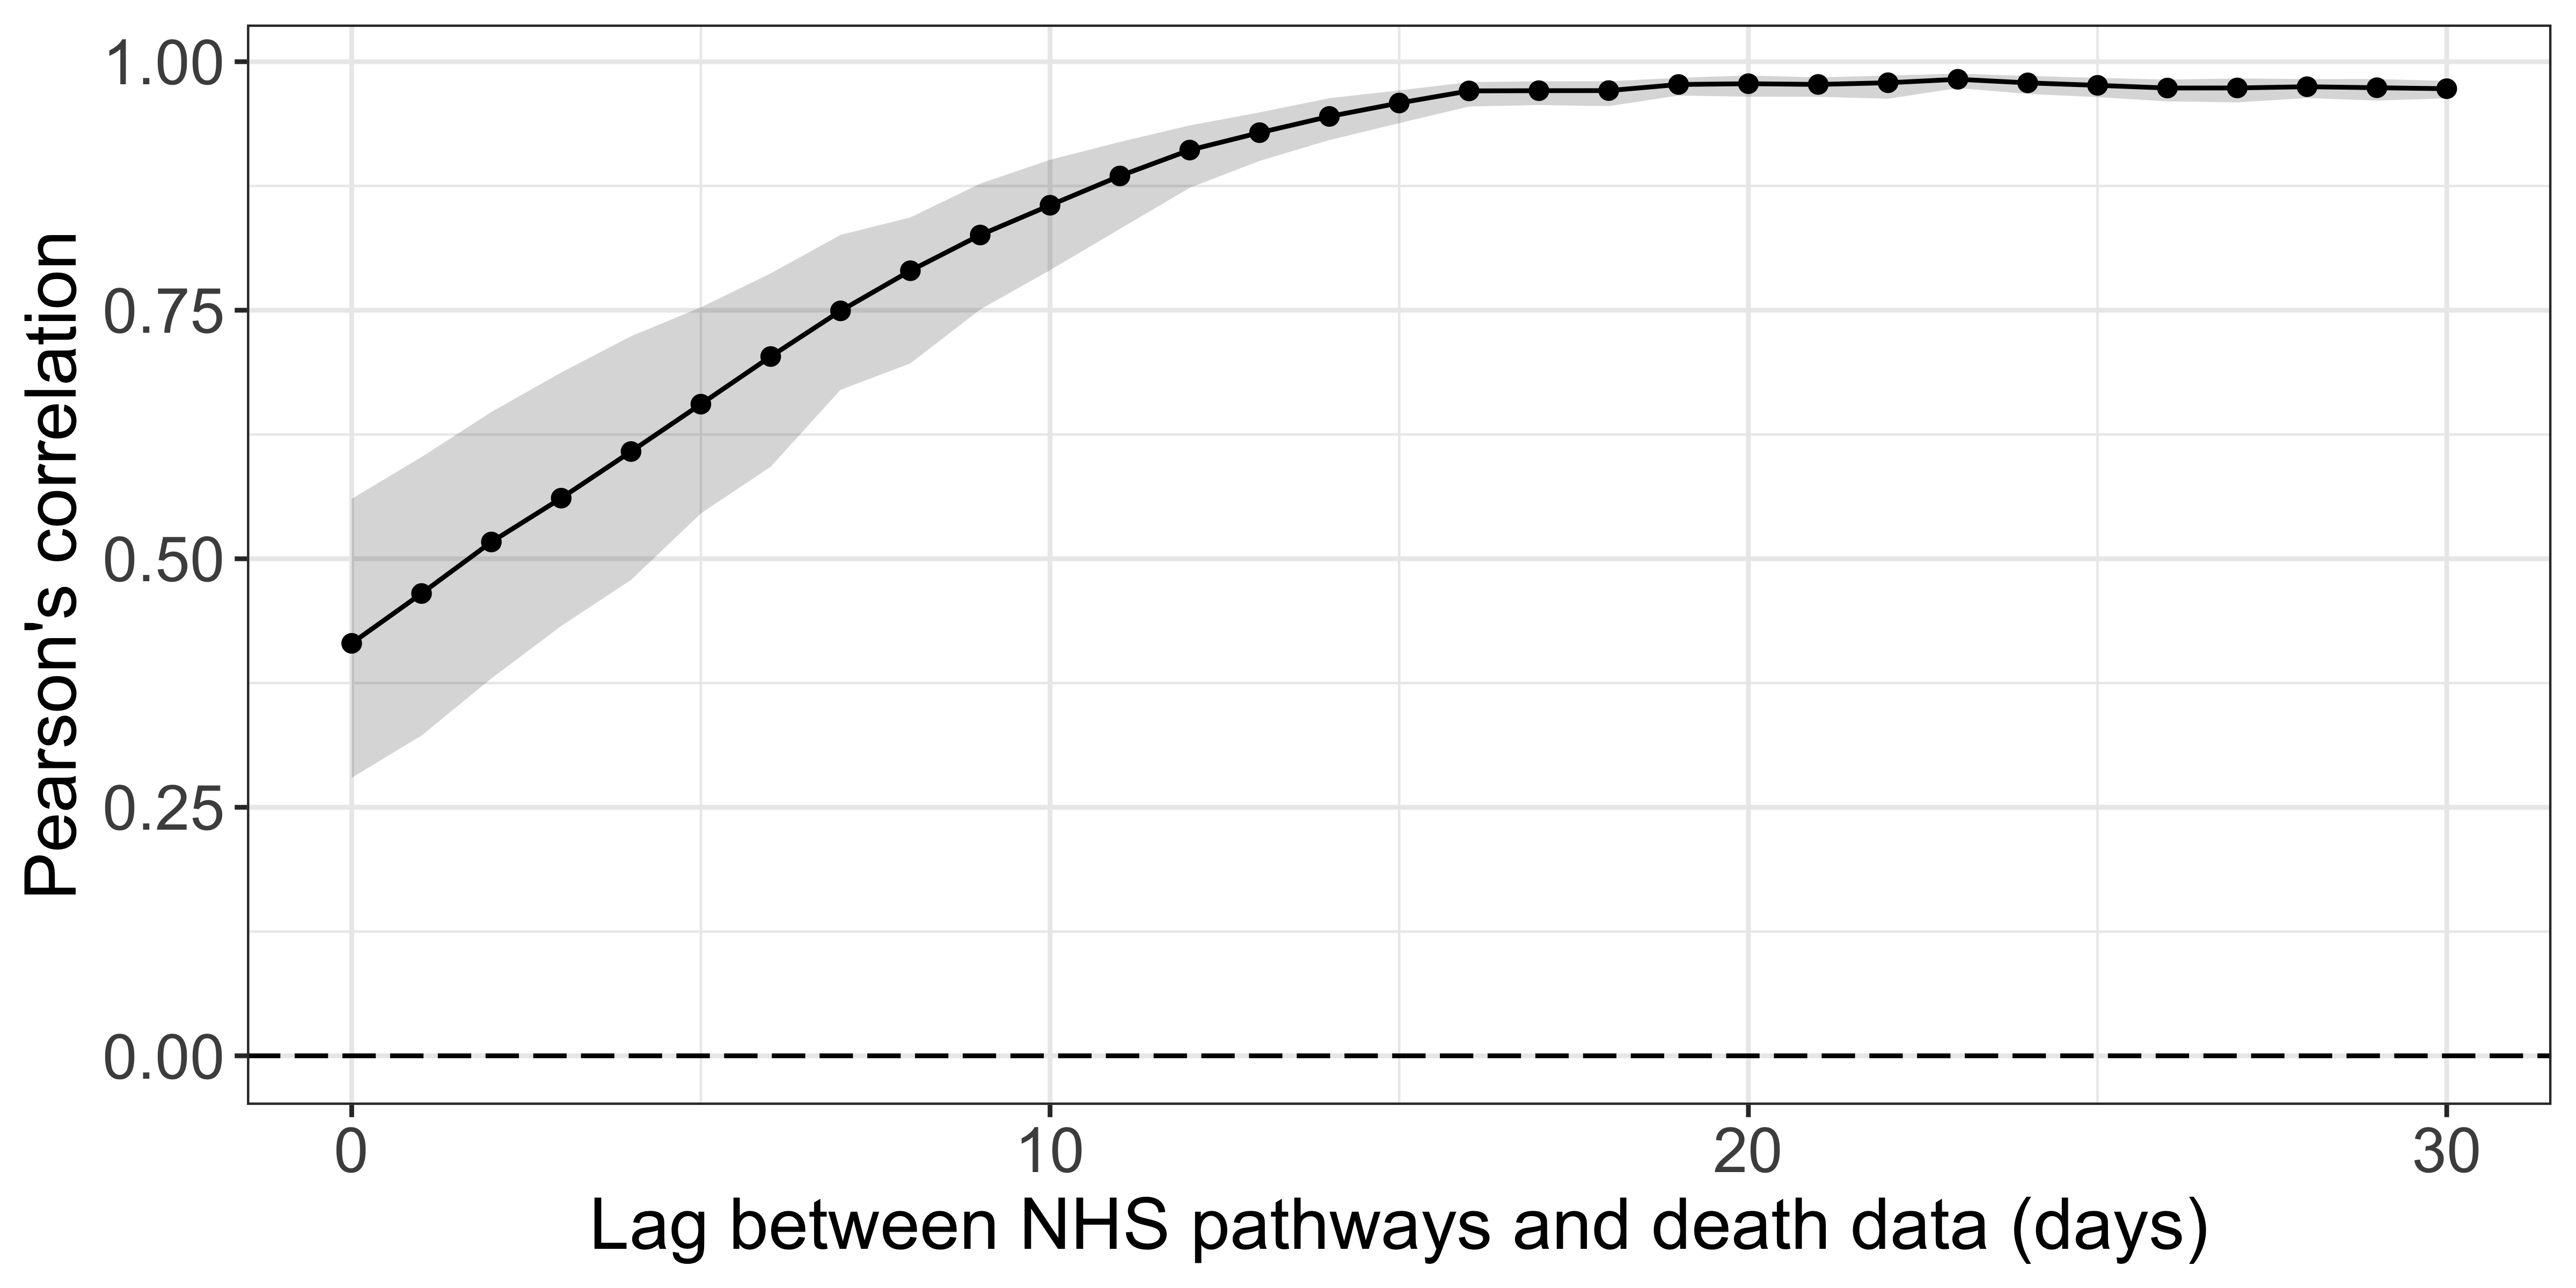 Pearson's correlation
1.00
0.75
0.50
0.25
0.00
0 10 20 30
Lag between NHS pathways and death data (days)